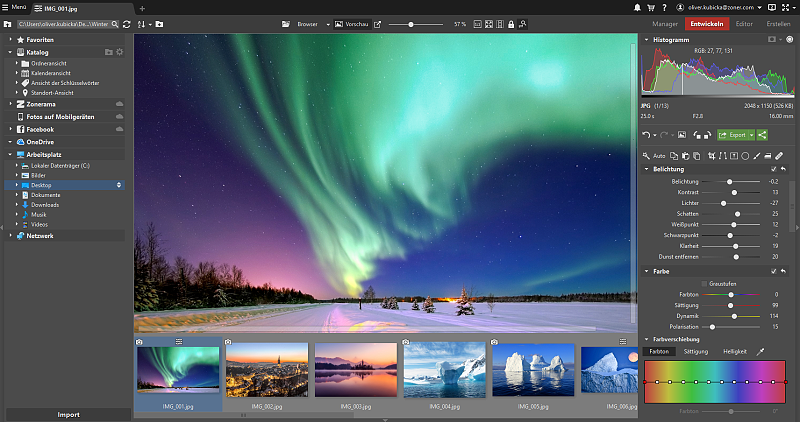 Menü IMG_001.jpg
oliver.kubicka@zoner.com
C:\Users\oliver.kubicka\De...\Winter
Browser Vorschau 57 %
Manager Entwickeln Editor Erstellen
Favoriten
Katalog
Ordneransicht
Kalenderansicht
Ansicht der Schlüsselwörter
Standort-Ansicht
Zonerama
Fotos auf Mobilgeräten
Facebook
OneDrive
Arbeitsplatz
Lokaler Datenträger (C:)
Bilder
Desktop
Dokumente
Downloads
Musik
Videos
Netzwerk
Import
IMG_001.jpg
IMG_002.jpg
IMG_003.jpg
IMG_004.jpg
IMG_005.jpg
IMG_006.jpg
Histogramm
RGB: 27, 77, 131
JPG (1/13) 2048 x 1150 (526 KB)
25.0 s F2.8 16.00 mm
Export
Auto
Belichtung
Belichtung -0.2
Kontrast 13
Lichter -27
Schatten 25
Weißpunkt 12
Schwarzpunkt -2
Klarheit 19
Dunst entfernen 20
Farbe
Graustufen
Farbton 0
Sättigung 99
Dynamik 114
Polarisation 15
Farbverschiebung
Farbton Sättigung Helligkeit
Farbton 0°